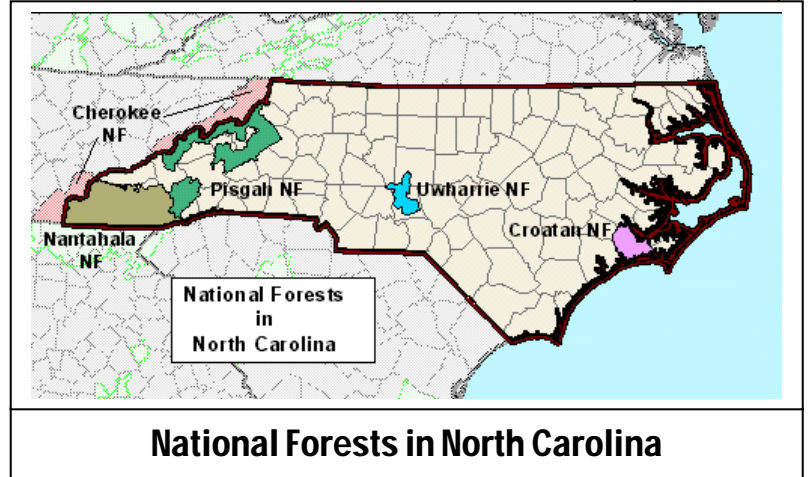 Cherokee
NF
Pisgah NF
Uwharrie NF
Croatan NF
Nantahala
NF
National Forests
in
North Carolina
National Forests in North Carolina